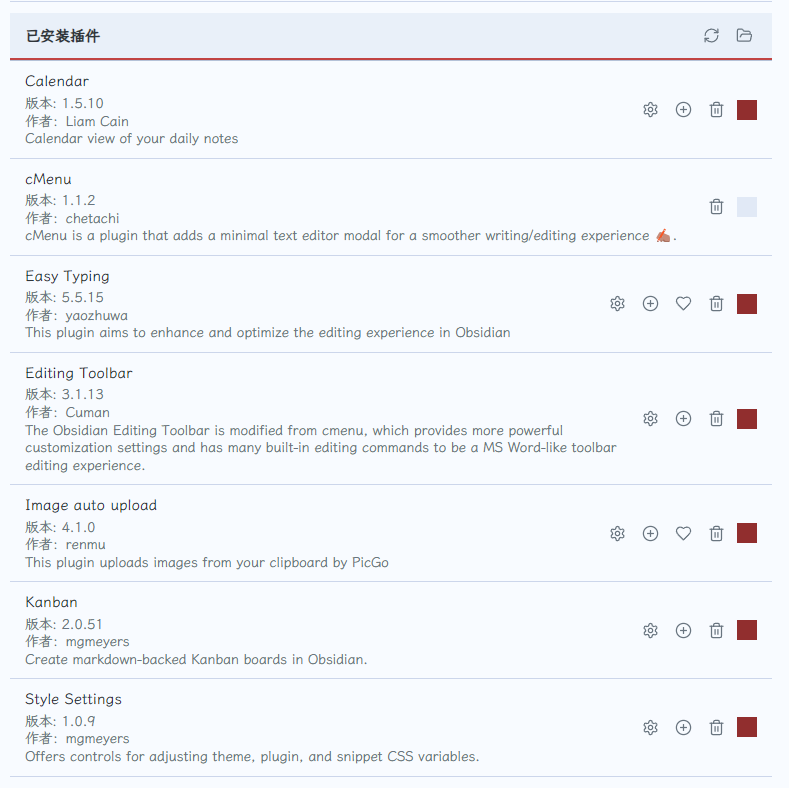 已安装插件
Calendar
版本: 1.5.10
作者：Liam Cain
Calendar view of your daily notes
cMenu
版本: 1.1.2
作者：chetachi
cMenu is a plugin that adds a minimal text editor modal for a smoother writing/editing experience ✍🏽.
Easy Typing
版本: 5.5.15
作者：yaozhuwa
This plugin aims to enhance and optimize the editing experience in Obsidian
Editing Toolbar
版本: 3.1.13
作者：Cuman
The Obsidian Editing Toolbar is modified from cmenu, which provides more powerful
customization settings and has many built-in editing commands to be a MS Word-like toolbar
editing experience.
Image auto upload
版本: 4.1.0
作者：renmu
This plugin uploads images from your clipboard by PicGo
Kanban
版本: 2.0.51
作者：mgmeyers
Create markdown-backed Kanban boards in Obsidian.
Style Settings
版本: 1.0.9
作者：mgmeyers
Offers controls for adjusting theme, plugin, and snippet CSS variables.